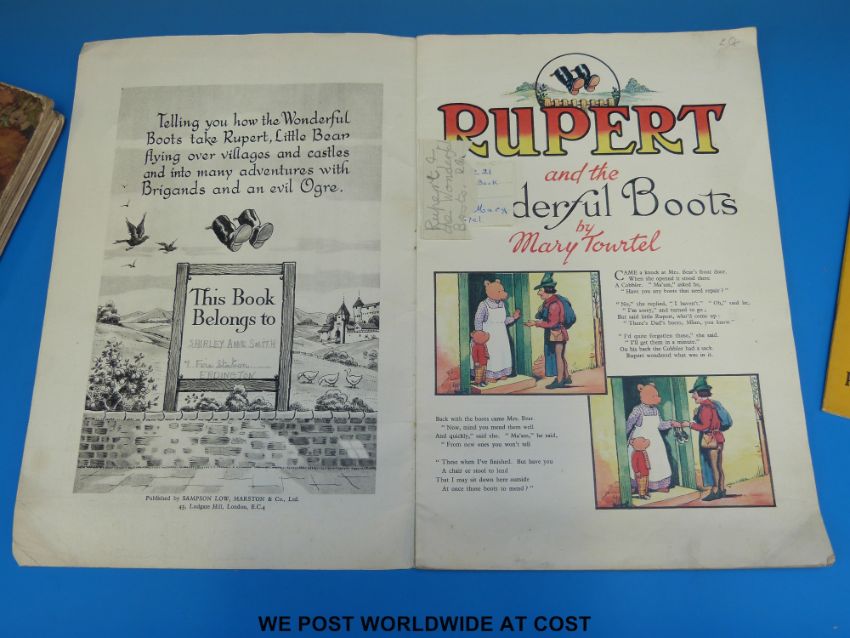 Telling you how the Wonderful
Boots take Rupert, Little Bear
flying over villages and castles
and into many adventures with
Brigands and an evil Ogre.
This Book
Belongs to
SHIRLEY ANNE SMITH
Fire Station
ERDINGTON
Published by SAMPSON LOW, MARSTON & Co., Ltd.
43, Ludgate Hill, London, E.C.4
RUPERT
and the
derful Boots
by
Mary Tourtel
Rupert &
the Wonderful
Boots.
Book
CAME a knock at Mrs. Bear's front door.
When she opened it stood there
A Cobbler. "Ma'am," asked he,
"Have you any boots that need repair?"
"No," she replied, "I haven't." "Oh," said he,
"I'm sorry," and turned to go;
But said little Rupert, who'd come up—
"There's Dad's boots, Mum, you know."
"I'd quite forgotten those," she said.
"I'll get them in a minute."
On his back the Cobbler had a sack.
Rupert wondered what was in it.
Back with the boots came Mrs. Bear.
"Now, mind you mend them well
And quickly," said she. "Ma'am," he said,
"From new ones you won't tell
"These when I've finished. But have you
A chair or stool to lend
That I may sit down here outside
At once those boots to mend?"
WE POST WORLDWIDE AT COST